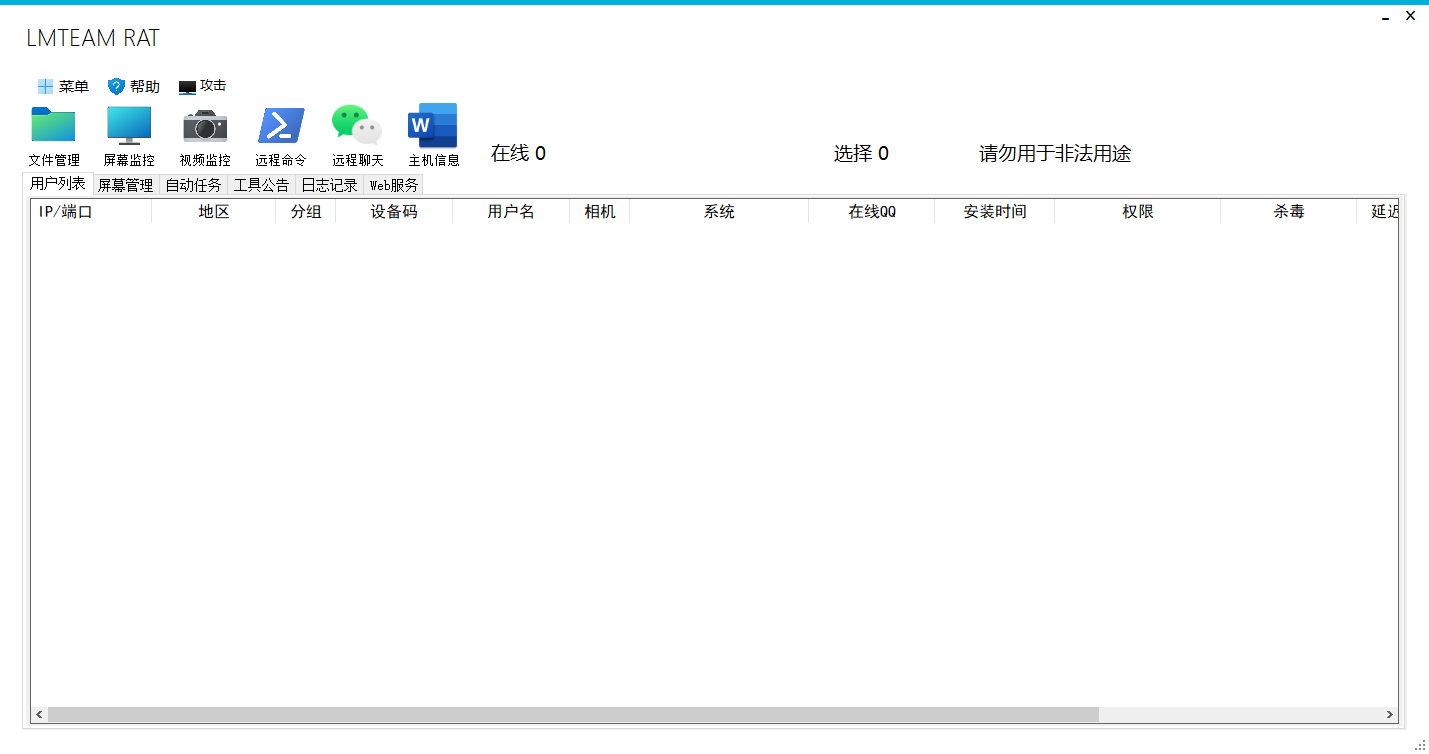 LMTEAM RAT
菜单 帮助 攻击
文件管理 屏幕监控 视频监控 远程命令 远程聊天 主机信息 在线 0 选择 0 请勿用于非法用途
用户列表 屏幕管理 自动任务 工具公告 日志记录 Web服务
IP/端口 地区 分组 设备码 用户名 相机 系统 在线QQ 安装时间 权限 杀毒 延迟